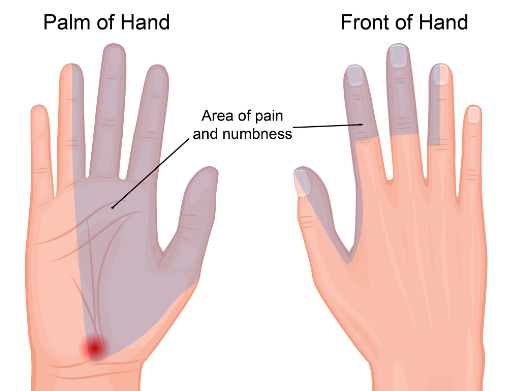 Palm of Hand
Front of Hand
Area of pain
and numbness